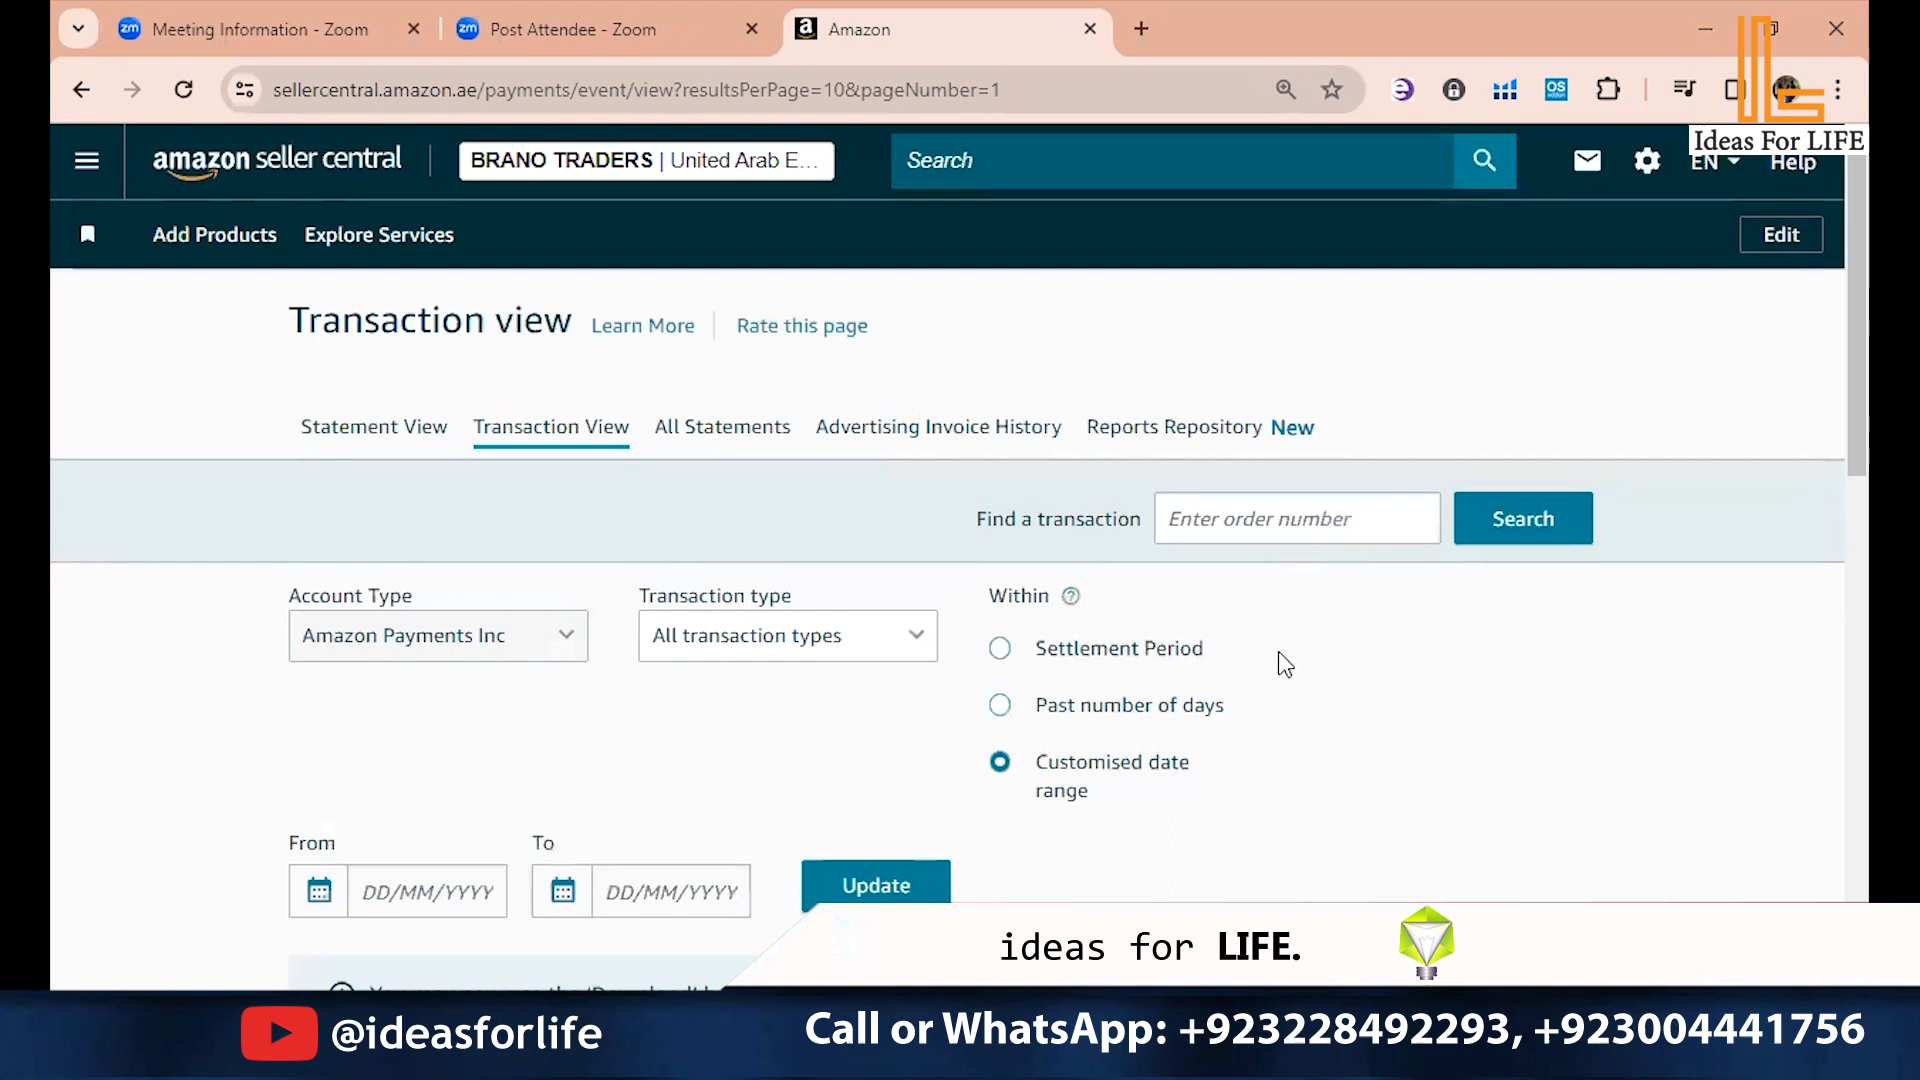 Meeting Information - Zoom
Post Attendee - Zoom
Amazon
sellercentral.amazon.ae/payments/event/view?resultsPerPage=10&pageNumber=1
Ideas For LIFE
amazon seller central
BRANO TRADERS | United Arab E...
Search
EN
Help
Add Products
Explore Services
Edit
Transaction view
Learn More
Rate this page
Statement View
Transaction View
All Statements
Advertising Invoice History
Reports Repository New
Find a transaction
Enter order number
Search
Account Type
Transaction type
Within
Amazon Payments Inc
All transaction types
Settlement Period
Past number of days
Customised date
range
From
To
DD/MM/YYYY
DD/MM/YYYY
Update
ideas for LIFE.
@ideasforlife
Call or WhatsApp: +923228492293, +923004441756